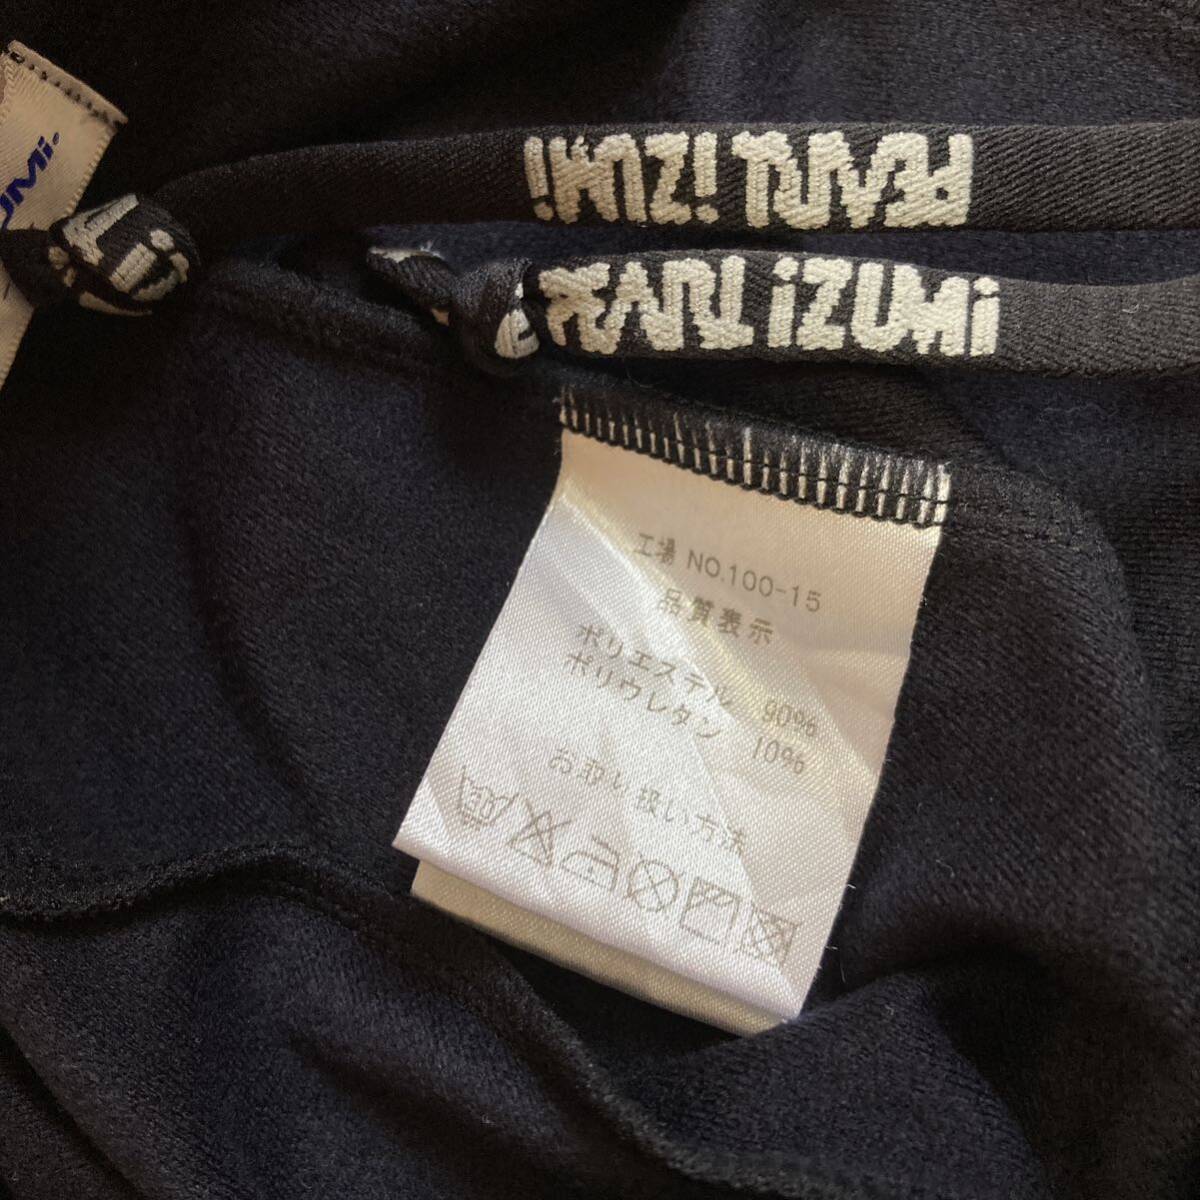 UMi.
PEARL iZUMi
PEARL iZUMi
工場 NO.100-15
品質表示
ポリエステル 90%
ポリウレタン 10%
お取り扱い方法